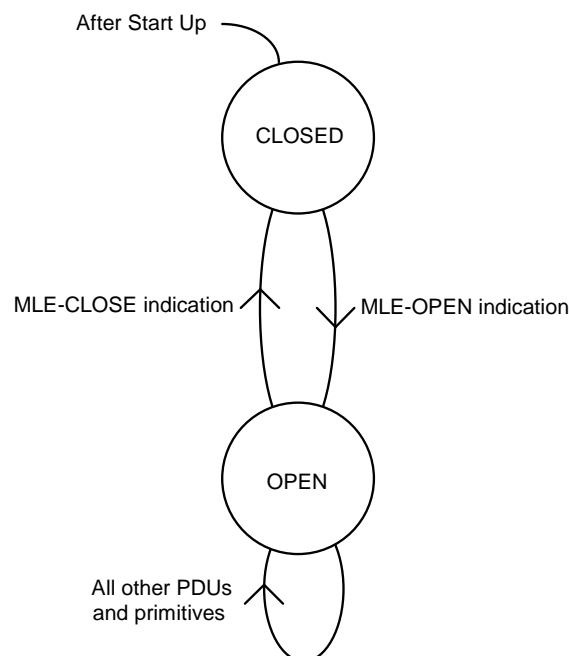 After Start Up
CLOSED
MLE-CLOSE indication
MLE-OPEN indication
OPEN
All other PDUs
and primitives